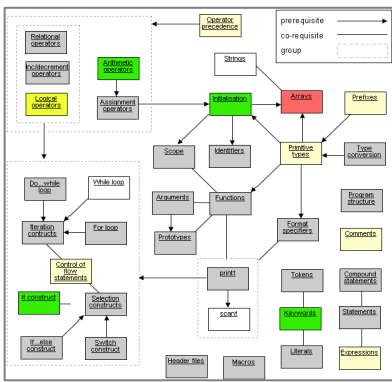 Operator
precedence
prerequisite
co-requisite
group
Relational
operators
Inc/decrement
operators
Logical
operators
Arithmetic
operators
Assignment
operators
Strings
Initialisation
Arrays
Prefixes
Scope
Identifiers
Primitive
types
Type
conversion
Do...while
loop
While loop
Iteration
contructs
For loop
Arguments
Functions
Prototypes
Format
specifiers
Program
structure
Comments
Control of
flow
statements
If construct
Selection
constructs
If...else
construct
Switch
construct
printf
scanf
Tokens
Keywords
Literals
Compound
statements
Statements
Expressions
Header files
Macros